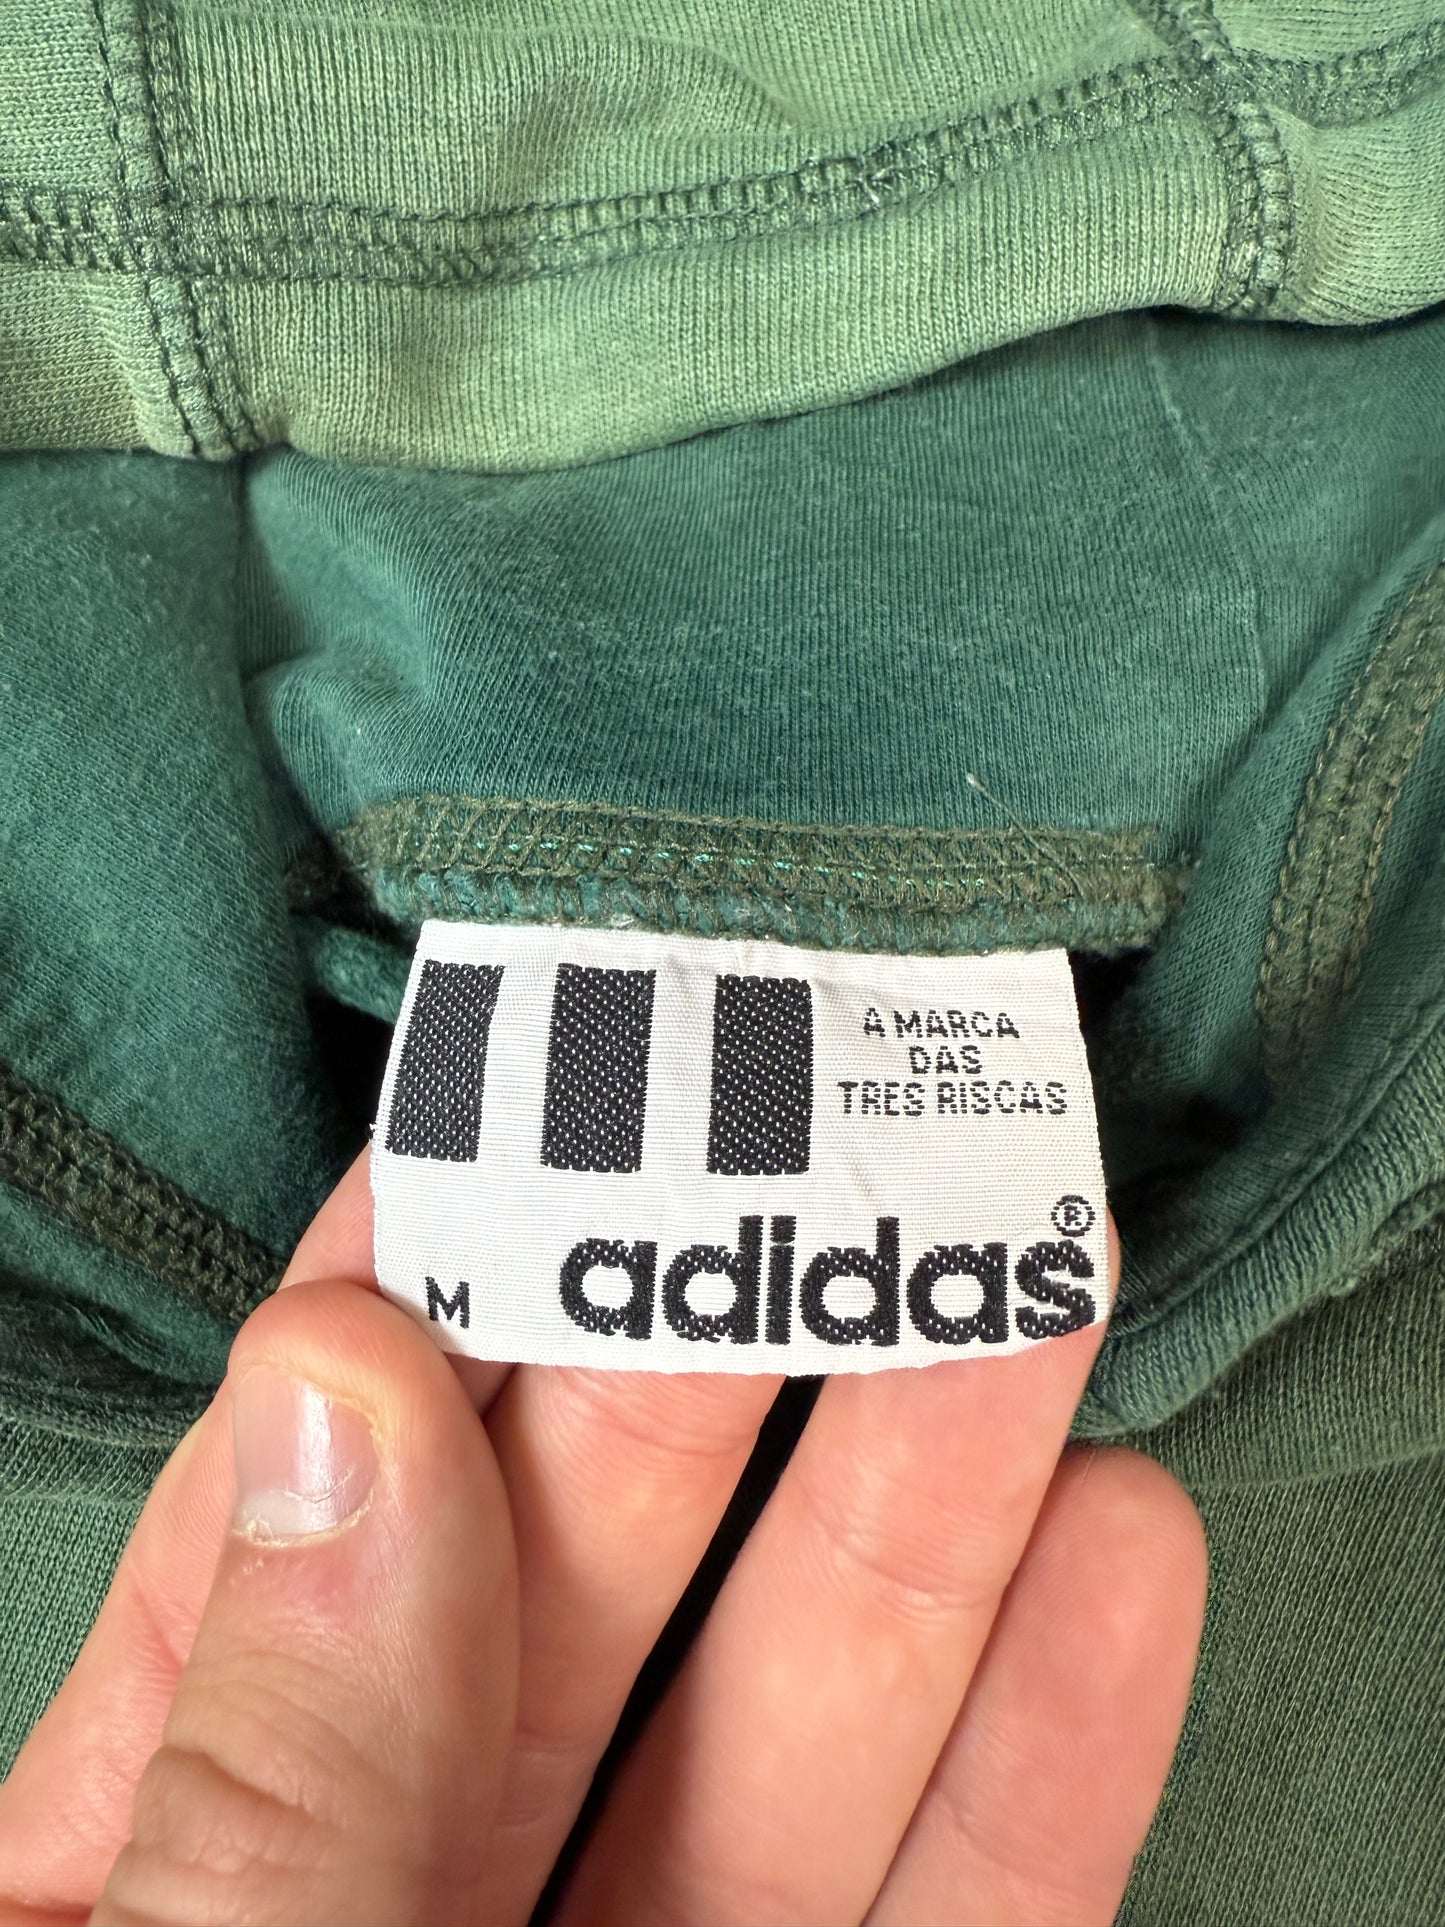 A MARCA
DAS
TRES RISCAS
M
adidas®